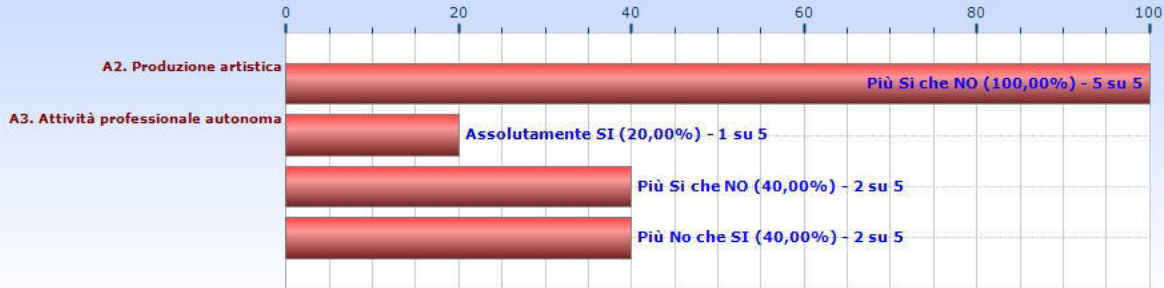 0 20 40 60 80 100
A2. Produzione artistica
Più Si che NO (100,00%) - 5 su 5
A3. Attività professionale autonoma
Assolutamente SI (20,00%) - 1 su 5
Più Si che NO (40,00%) - 2 su 5
Più No che SI (40,00%) - 2 su 5